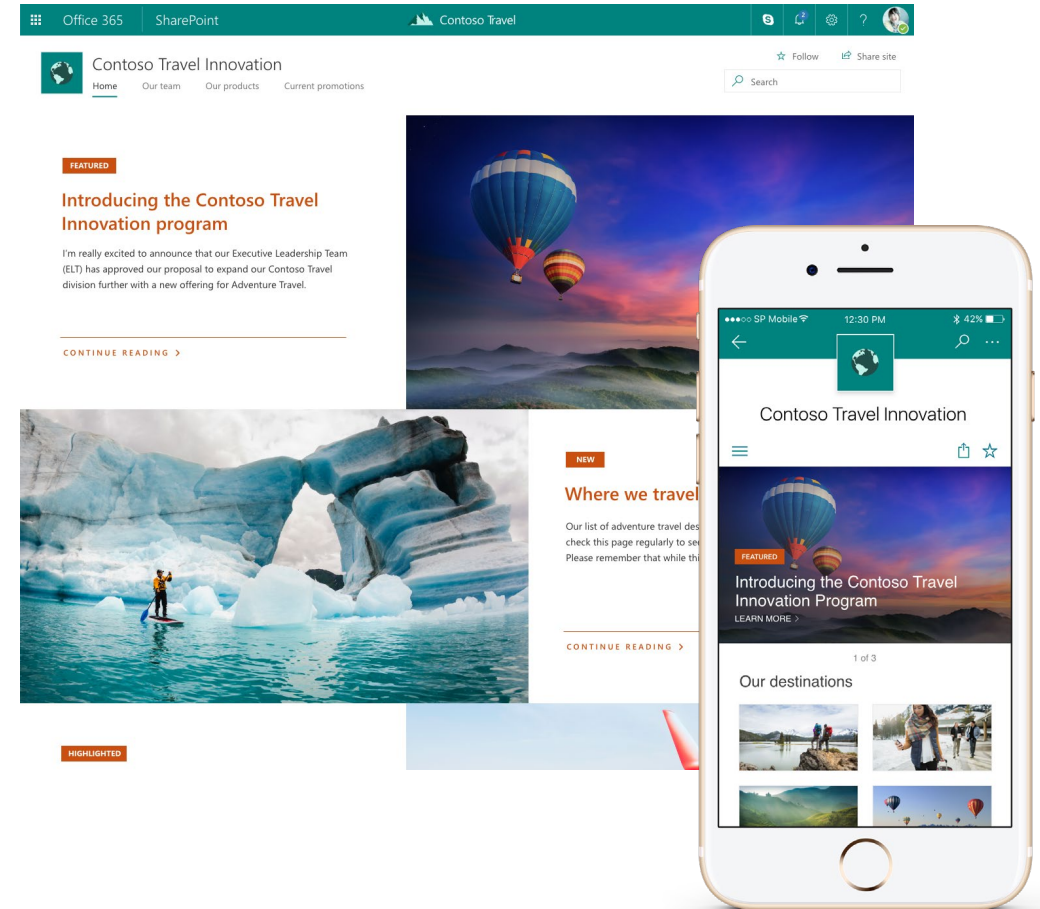 Office 365
SharePoint
Contoso Travel
2
?
Contoso Travel Innovation
Follow
Share site
Home
Our team
Our products
Current promotions
Search
FEATURED
Introducing the Contoso Travel
Innovation program
I'm really excited to announce that our Executive Leadership Team
(ELT) has approved our proposal to expand our Contoso Travel
division further with a new offering for Adventure Travel.
CONTINUE READING >
NEW
Where we travel
Our list of adventure travel
check this page regularly to
Please remember that while
CONTINUE READING >
HIGHLIGHTED
SP Mobile
12:30 PM
42%
Contoso Travel Innovation
FEATURED
Introducing the Contoso Travel
Innovation Program
LEARN MORE >
1 of 3
Our destinations